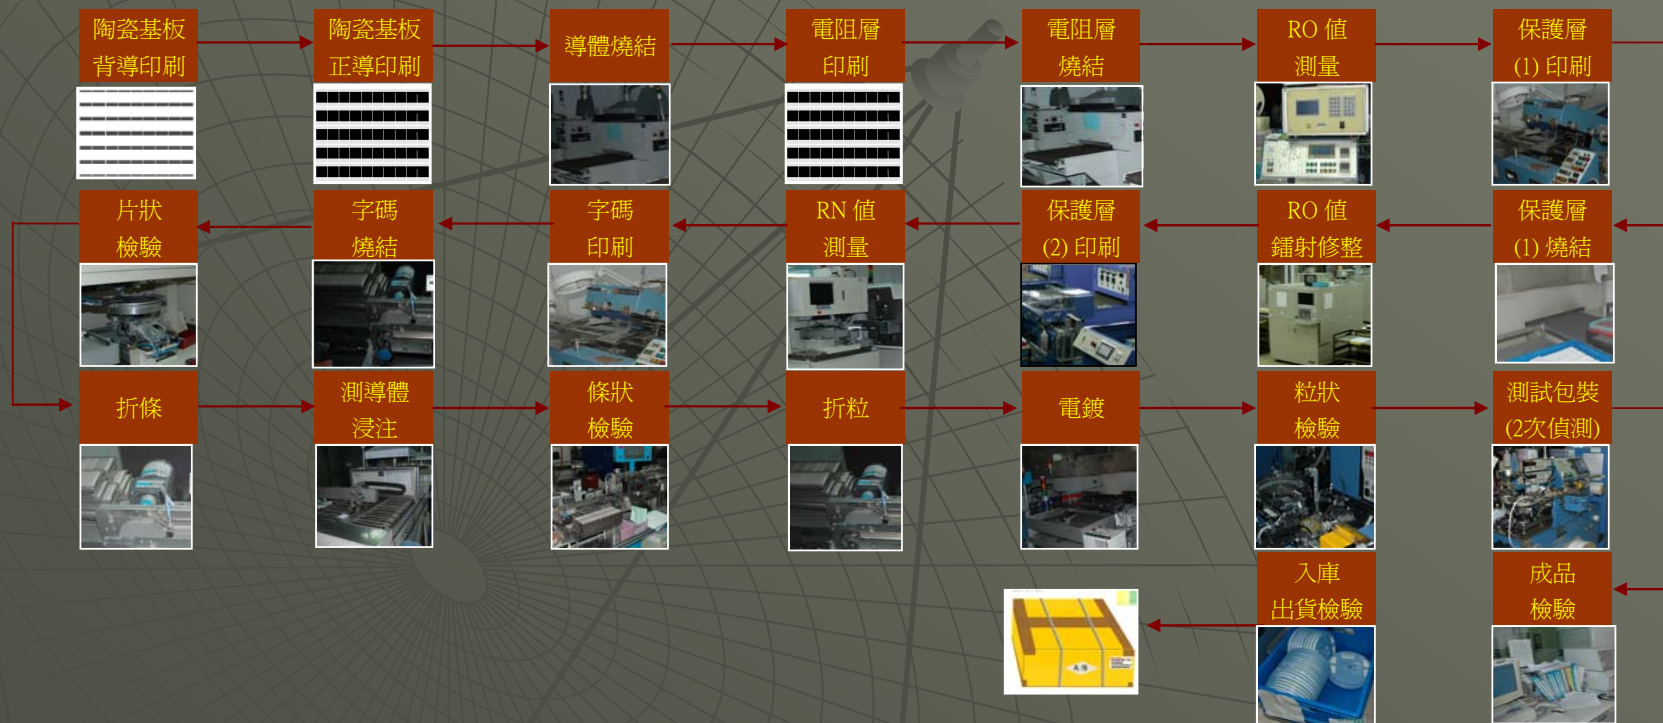 陶瓷基板
背導印刷
陶瓷基板
正導印刷
導體燒結
電阻層
印刷
電阻層
燒結
RO 值
測量
保護層
(1) 印刷
保護層
(1) 燒結
RO 值
鐳射修整
保護層
(2) 印刷
RN 值
測量
字碼
印刷
字碼
燒結
片狀
檢驗
折條
測導體
浸注
條狀
檢驗
折粒
電鍍
粒狀
檢驗
測試包裝
(2次偵測)
成品
檢驗
入庫
出貨檢驗